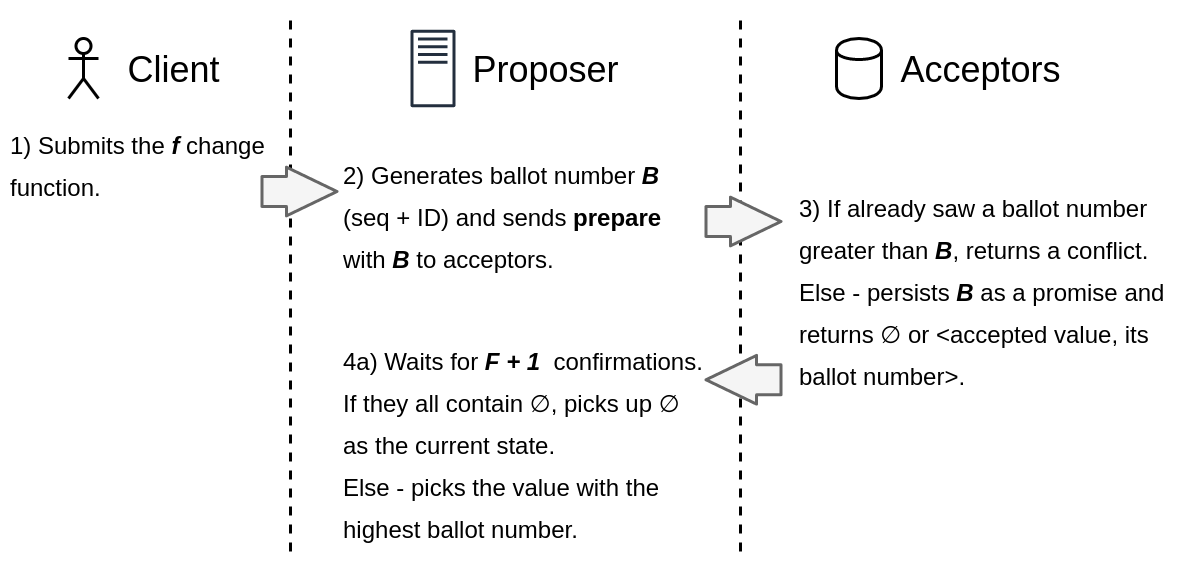 Client
Proposer
Acceptors
1) Submits the f change
function.
2) Generates ballot number B
(seq + ID) and sends prepare
with B to acceptors.
3) If already saw a ballot number
greater than B, returns a conflict.
Else - persists B as a promise and
returns ∅ or <accepted value, its
ballot number>.
4a) Waits for F + 1 confirmations.
If they all contain ∅, picks up ∅
as the current state.
Else - picks the value with the
highest ballot number.